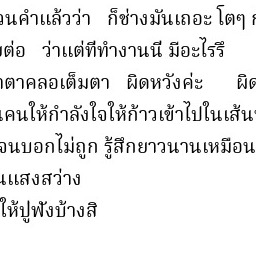 วนคำแล้วว่า ก็ช่างมันเถอะ โตๆ ก
ต่อ ว่าแต่ทีทำงานนี มีอะไรรึ
ตาคลอเต็มตา ผิดหวังค่ะ ผิด
คนให้กำลังใจให้ก้าวเข้าไปในเส้น
จนบอกไม่ถูก รู้สึกยาวนานเหมือน
แสงสว่าง
ให้ปูฟังบ้างสิ